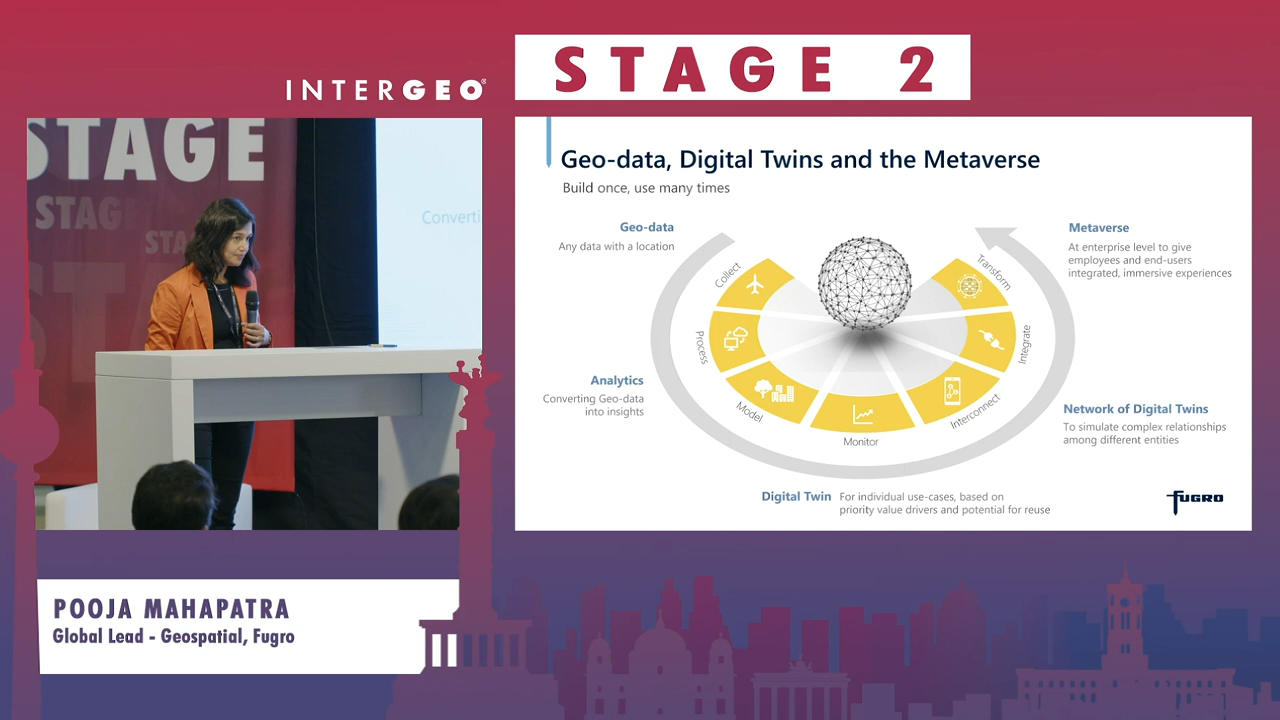 INTERGEO®
STAGE 2
STAGE
STAGE
STA
Converti
Geo-data, Digital Twins and the Metaverse
Build once, use many times
Geo-data
Any data with a location
Analytics
Converting Geo-data
into insights
Collect
Process
Model
Monitor
Interconnect
Integrate
Transform
Metaverse
At enterprise level to give
employees and end-users
integrated, immersive experiences
Network of Digital Twins
To simulate complex relationships
among different entities
Digital Twin
For individual use-cases, based on
priority value drivers and potential for reuse
FUGRO
POOJA MAHAPATRA
Global Lead - Geospatial, Fugro